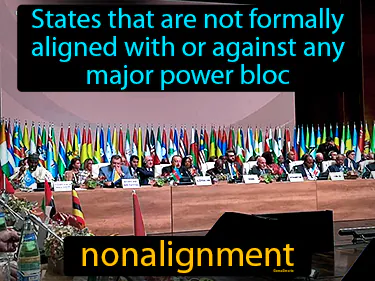 States that are not formally
aligned with or against any
major power bloc
nonalignment